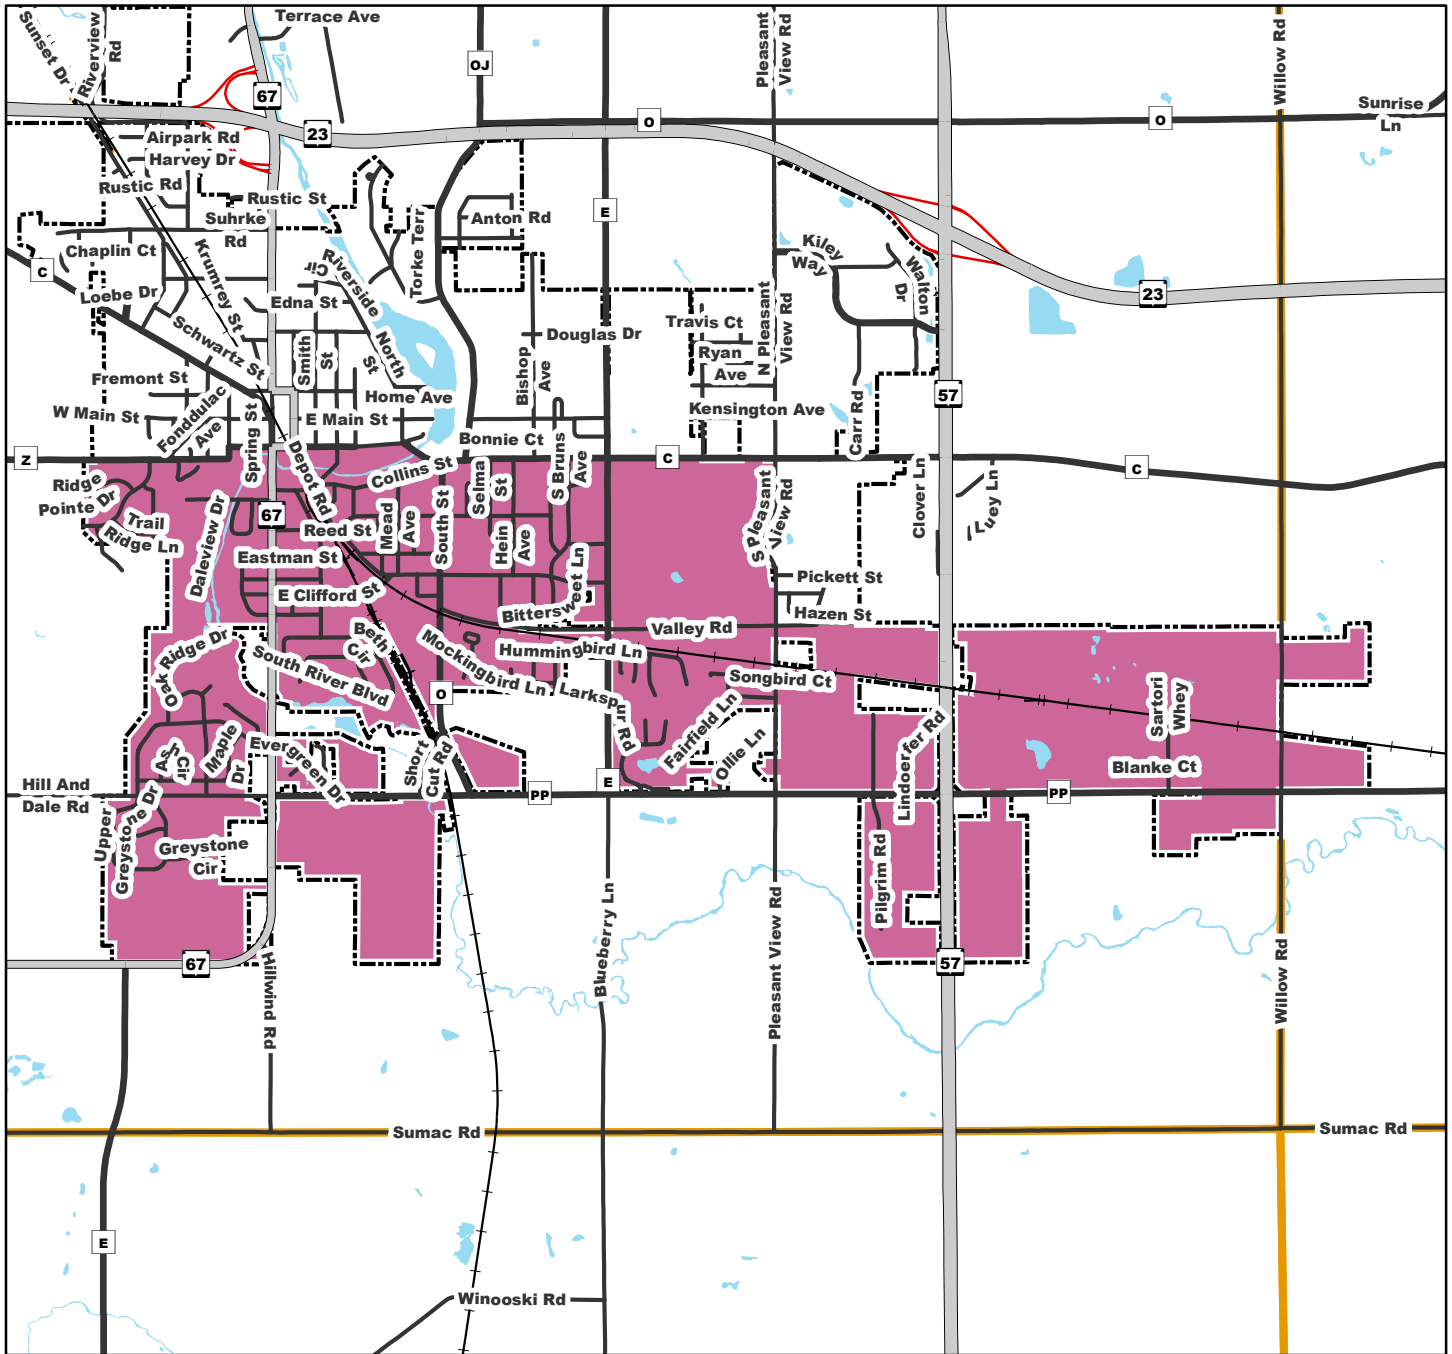 Terrace Ave
Sunset Dr
Riverview
Rd
OJ
Pleasant
View Rd
Willow Rd
67
23
O
O
Sunrise
Ln
Airpark Rd
Harvey Dr
Rustic Rd
Rustic St
Suhrke
Rd
Anton Rd
E
Torke Terr
Chaplin Ct
C
Krumrey St
Cir
Riverside
Kiley
Way
Walton
Dr
Loebe Dr
Edna St
23
Schwartz St
Smith
St
North
St
Douglas Dr
Bishop
Ave
Travis Ct
Ryan
Ave
N Pleasant
View Rd
Fremont St
W Main St
Fonddulac
Ave
Spring St
Home Ave
E Main St
Bonnie Ct
Kensington Ave
Carr Rd
57
Z
C
C
Ridge
Pointe Dr
Trail
Ridge Ln
Daleview Dr
67
Depot Rd
Collins St
Selma
St
S Bruns
Ave
Reed St
Mead
Ave
South St
Hein
Ave
S Pleasant
View Rd
Clover Ln
Luey Ln
Eastman St
E Clifford St
Bittersweet Ln
Pickett St
Hazen St
Valley Rd
Oak Ridge Dr
South River Blvd
Beth
Cir
Mockingbird Ln
Hummingbird Ln
Songbird Ct
O
Larkspur Rd
Fairfield Ln
Ollie Ln
Lindoerfer Rd
Sartori
Whey
Blanke Ct
Ash
Cir
Maple
Dr
Evergreen Dr
Short
Cut Rd
Hill And
Dale Rd
PP
E
PP
Upper
Greystone Dr
Greystone
Cir
Pilgrim Rd
67
Hillwind Rd
Blueberry Ln
Pleasant View Rd
57
Willow Rd
Sumac Rd
Sumac Rd
E
Winooski Rd